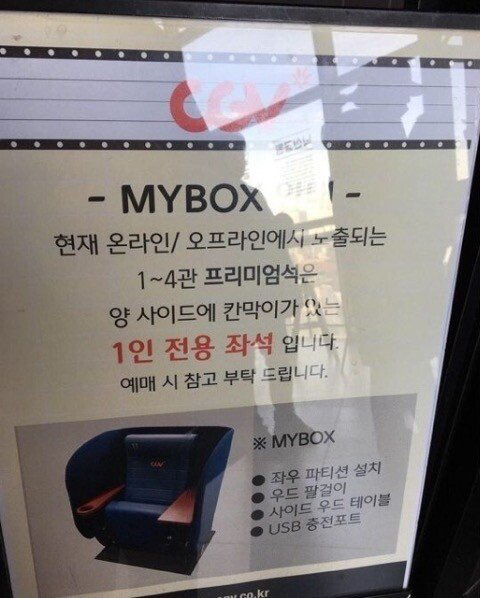 CGV
- MYBOX -
현재 온라인/ 오프라인에서 노출되는
1~4관 프리미엄석은
양 사이드에 칸막이가 있는
1인 전용 좌석 입니다.
예매 시 참고 부탁 드립니다.
CGV
※ MYBOX
● 좌우 파티션 설치
● 우드 팔걸이
● 사이드 우드 테이블
● USB 충전포트